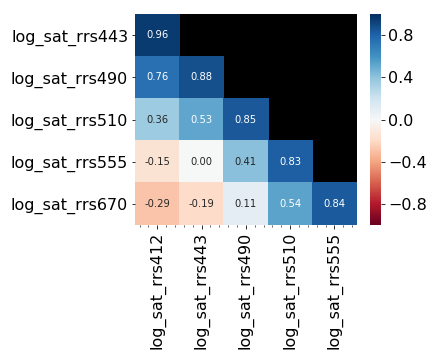 log_sat_rrs443 0.96 0.8
log_sat_rrs490 0.76 0.88 0.4
log_sat_rrs510 0.36 0.53 0.85 0.0
log_sat_rrs555 -0.15 0.00 0.41 0.83 −0.4
log_sat_rrs670 -0.29 -0.19 0.11 0.54 0.84 −0.8
log_sat_rrs412
log_sat_rrs443
log_sat_rrs490
log_sat_rrs510
log_sat_rrs555